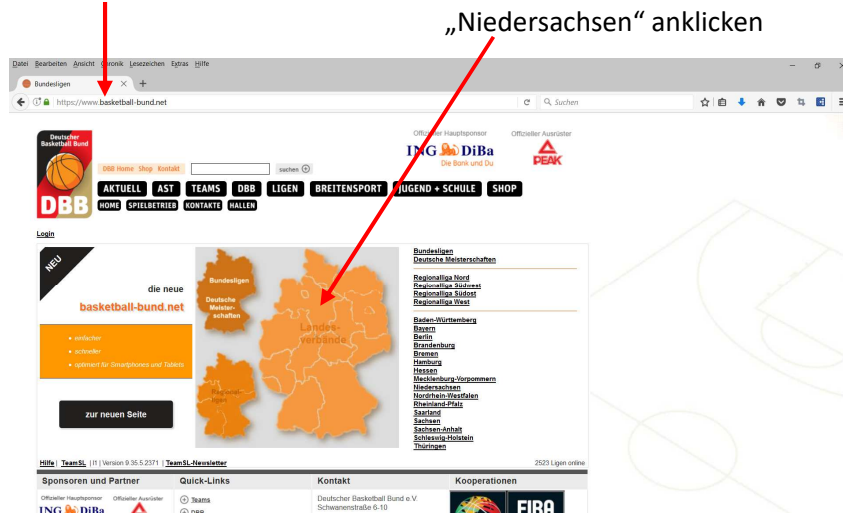 „Niedersachsen“ anklicken
Datei Bearbeiten Ansicht Chronik Lesezeichen Extras Hilfe
Bundesligen
https://www.basketball-bund.net
Suchen
Deutscher
Basketball Bund
DBB
Offizieller Hauptsponsor
ING DiBa
Die Bank und Du
Offizieller Ausrüster
PEAK
DBB Home Shop Kontakt
suchen
AKTUELL AST TEAMS DBB LIGEN BREITENSPORT JUGEND + SCHULE SHOP
HOME SPIELBETRIEB KONTAKTE HALLEN
Login
NEU
die neue
basketball-bund.net
• einfacher
• schneller
• optimiert für Smartphones und Tablets
zur neuen Seite
Bundesligen
Deutsche
Meister-
schaften
Regional-
ligen
Landes-
verbände
Bundesligen
Deutsche Meisterschaften
Regionalliga Nord
Regionalliga Südwest
Regionalliga Südost
Regionalliga West
Baden-Württemberg
Bayern
Berlin
Brandenburg
Bremen
Hamburg
Hessen
Mecklenburg-Vorpommern
Niedersachsen
Nordrhein-Westfalen
Rheinland-Pfalz
Saarland
Sachsen
Sachsen-Anhalt
Schleswig-Holstein
Thüringen
Hilfe | TeamSL | I1 | Version 9.35.5.2371 | TeamSL-Newsletter
2523 Ligen online
Sponsoren und Partner
Offizieller Hauptsponsor
Offizieller Ausrüster
ING DiBa
Quick-Links
Teams
DBB
Kontakt
Deutscher Basketball Bund e.V.
Schwanenstraße 6-10
Kooperationen
FIBA